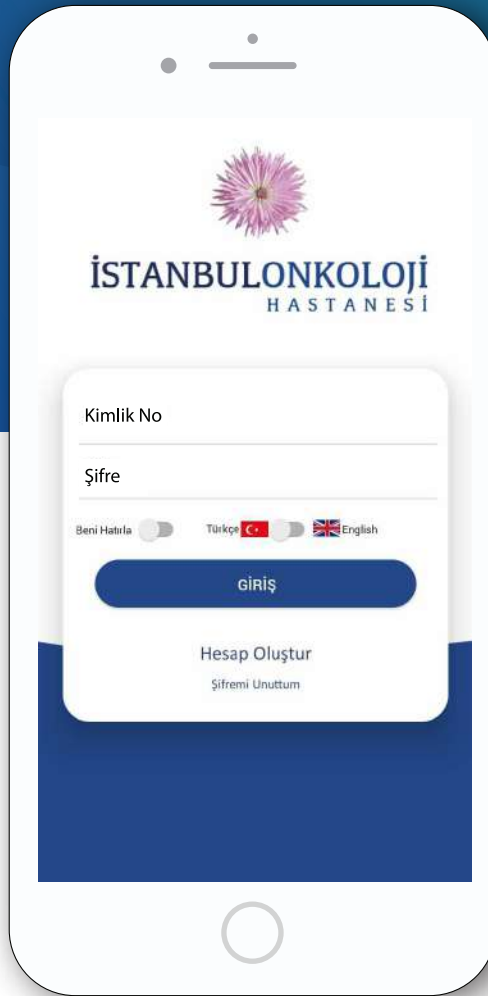 İSTANBULONKOLOJİ
HASTANESİ
Kimlik No
Şifre
Beni Hatırla Türkçe English
GİRİŞ
Hesap Oluştur
Şifremi Unuttum